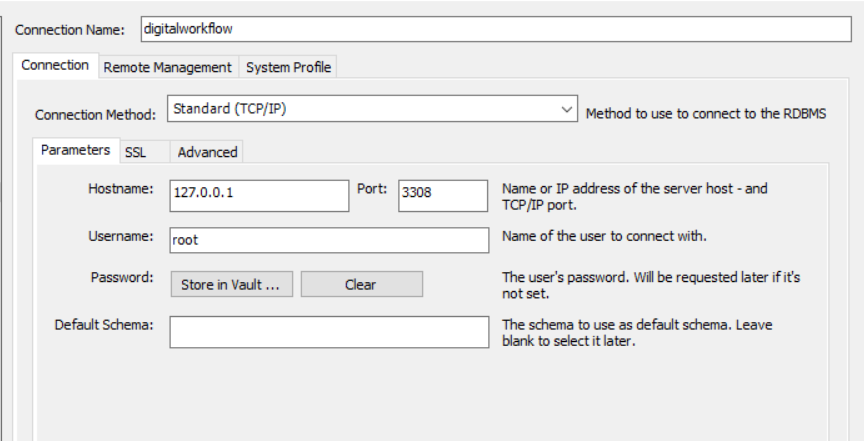 Connection Name: digitalworkflow
Connection Remote Management System Profile
Connection Method: Standard (TCP/IP) Method to use to connect to the RDBMS
Parameters SSL Advanced
Hostname: 127.0.0.1 Port: 3308 Name or IP address of the server host - and
TCP/IP port.
Username: root Name of the user to connect with.
Password: Store in Vault ... Clear The user's password. Will be requested later if it's
not set.
Default Schema: The schema to use as default schema. Leave
blank to select it later.